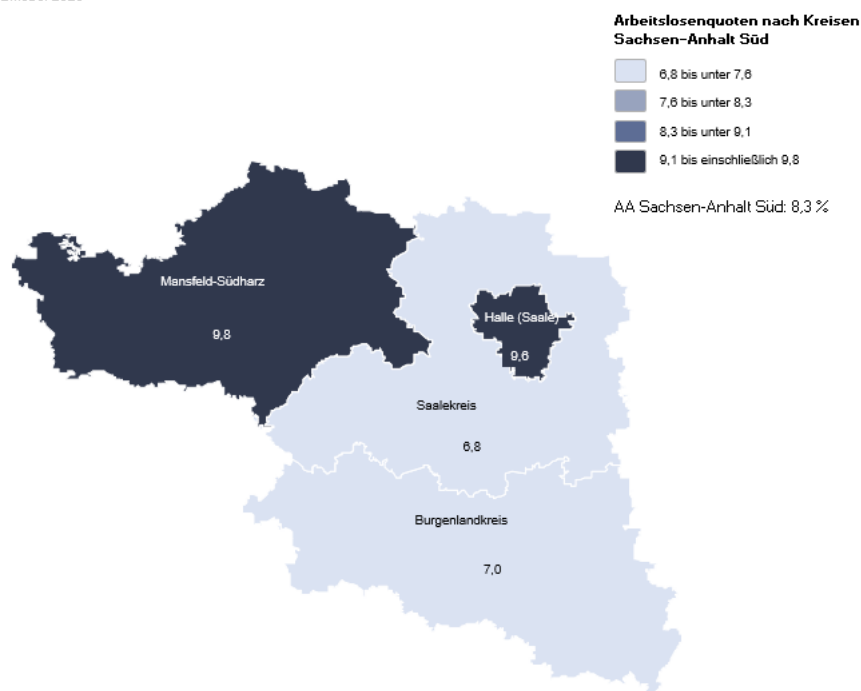 Arbeitslosenquoten nach Kreisen
Sachsen-Anhalt Süd
6,8 bis unter 7,6
7,6 bis unter 8,3
8,3 bis unter 9,1
9,1 bis einschließlich 9,8
AA Sachsen-Anhalt Süd: 8,3 %
Mansfeld-Südharz
9,8
Halle (Saale)
9,6
Saalekreis
6,8
Burgenlandkreis
7,0